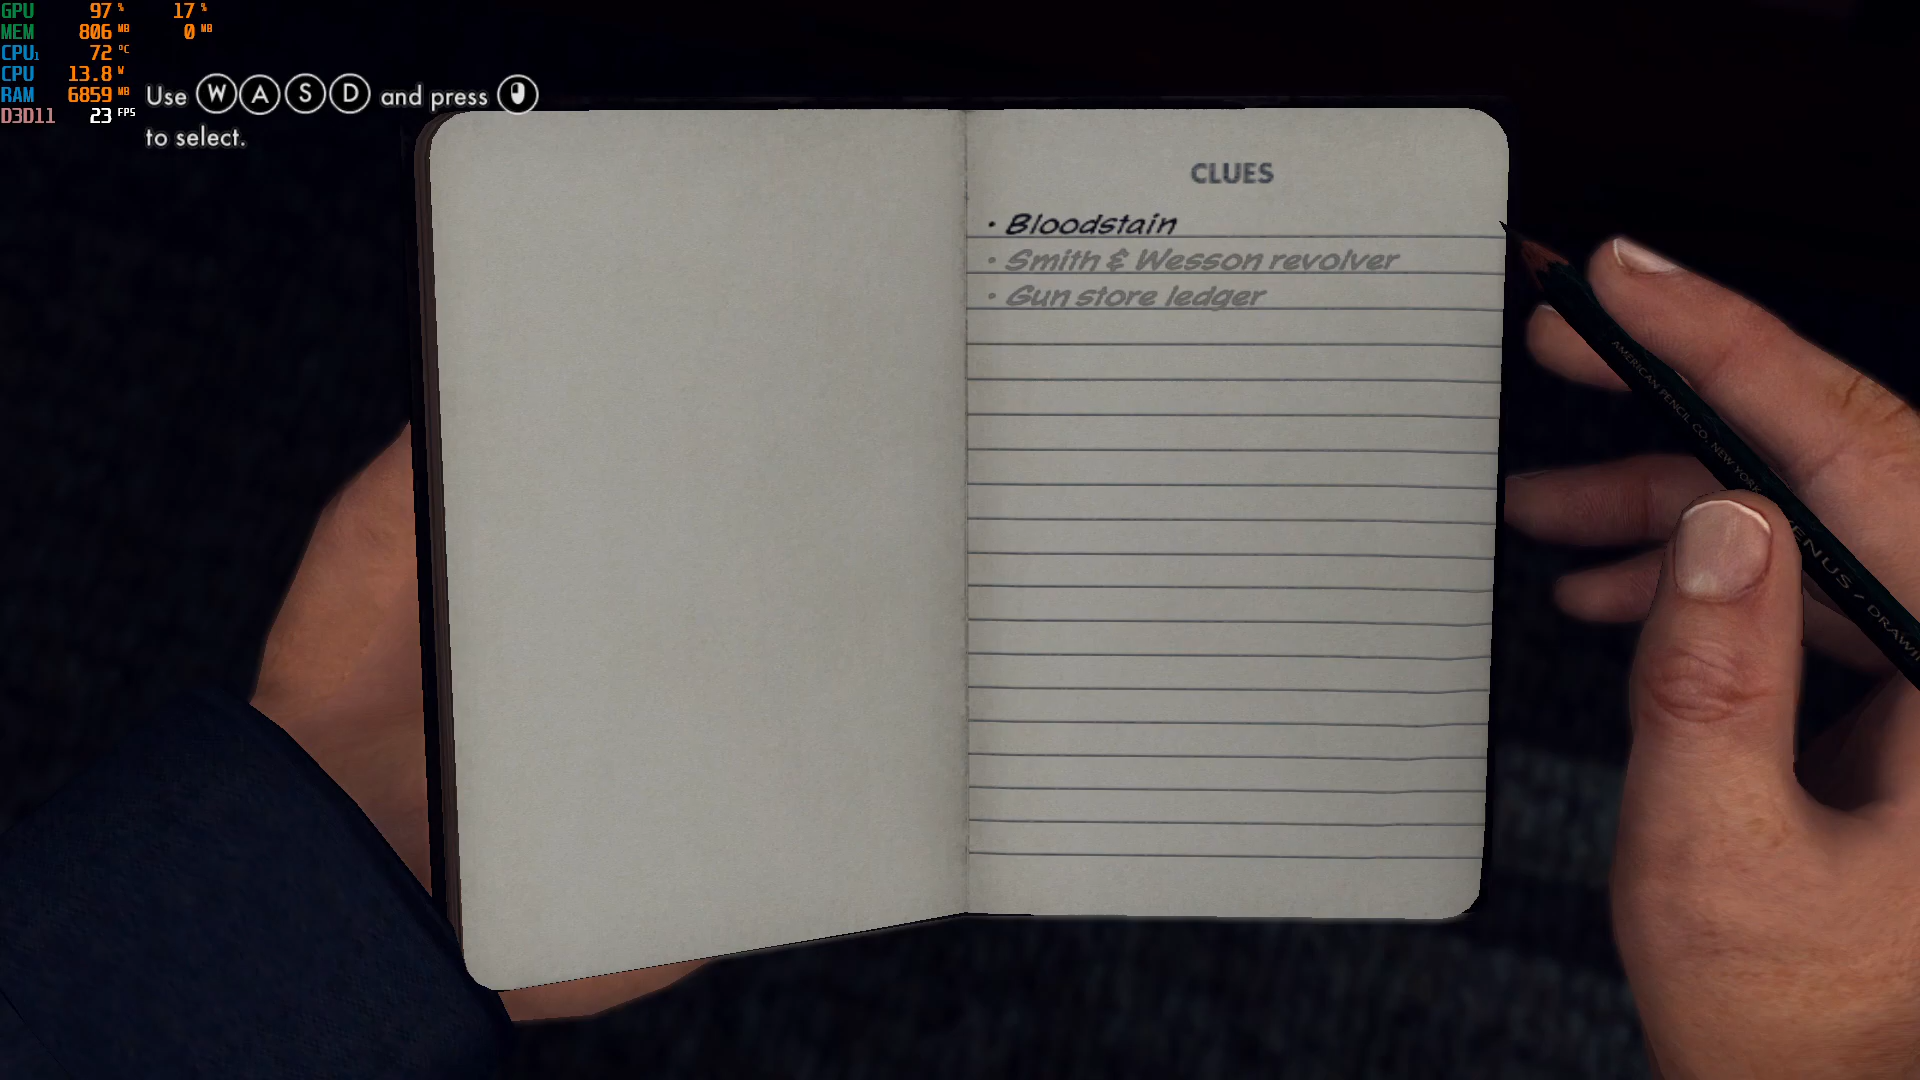 GPU 97 % 17 %
MEM 806 MB 0 MB
CPU1 72 °C
CPU 13.8 W
RAM 6859 MB
D3D11 23 FPS
Use W A S D and press
to select.
CLUES
• Bloodstain
• Smith & Wesson revolver
• Gun store ledger
AMERICAN PENCIL CO. NEW YORK